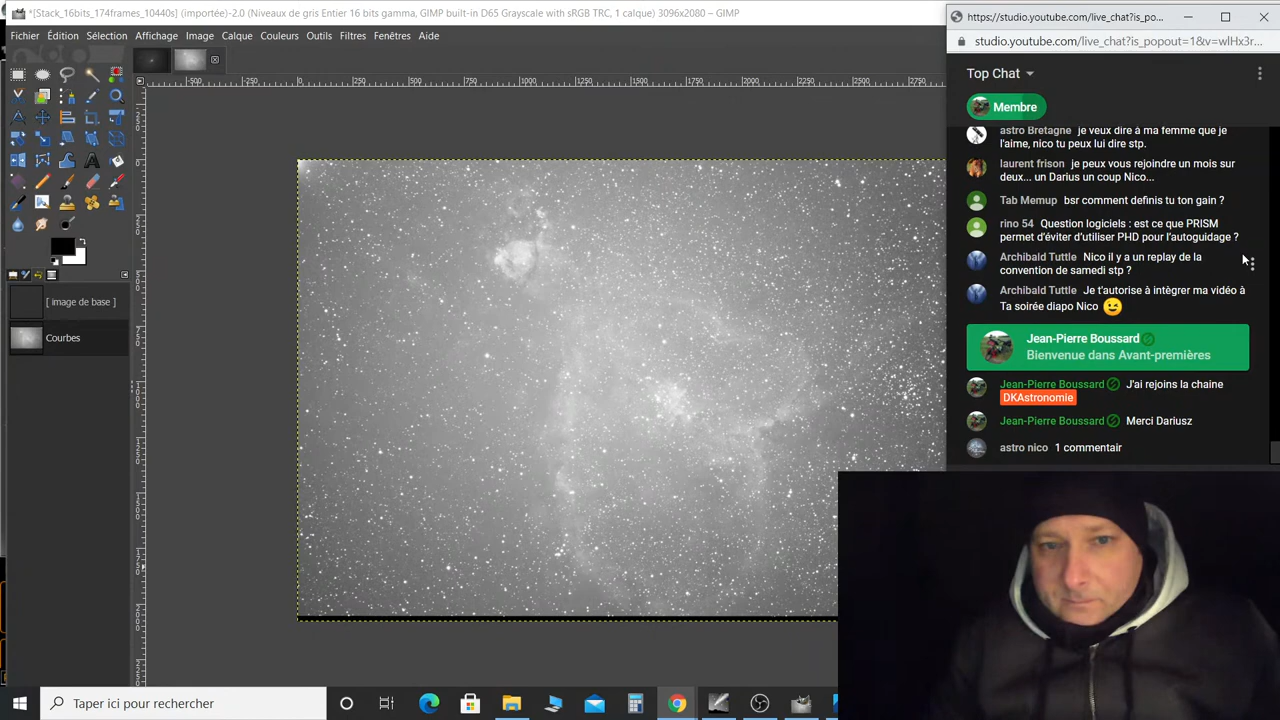 *[Stack_16bits_174frames_10440s] (importée)-2.0 (Niveaux de gris Entier 16 bits gamma, GIMP built-in D65 Grayscale with sRGB TRC, 1 calque) 3096x2080 – GIMP
Fichier Édition Sélection Affichage Image Calque Couleurs Outils Filtres Fenêtres Aide
[ image de base ]
Courbes
https://studio.youtube.com/live_chat?is_po...
studio.youtube.com/live_chat?is_popout=1&v=wlHx3r...
Top Chat
Membre
astro Bretagne je veux dire à ma femme que je
l'aime, nico tu peux lui dire stp.
laurent frison je peux vous rejoindre un mois sur
deux... un Darius un coup Nico...
Tab Memup bsr comment definis tu ton gain ?
rino 54 Question logiciels : est ce que PRISM
permet d'éviter d'utiliser PHD pour l'autoguidage ?
Archibald Tuttle Nico il y a un replay de la
convention de samedi stp ?
Archibald Tuttle Je t'autorise à intègrer ma vidéo à
Ta soirée diapo Nico 😉
Jean-Pierre Boussard
Bienvenue dans Avant-premières
Jean-Pierre Boussard J'ai rejoins la chaine
DKAstronomie
Jean-Pierre Boussard Merci Dariusz
astro nico 1 commentair
Taper ici pour rechercher